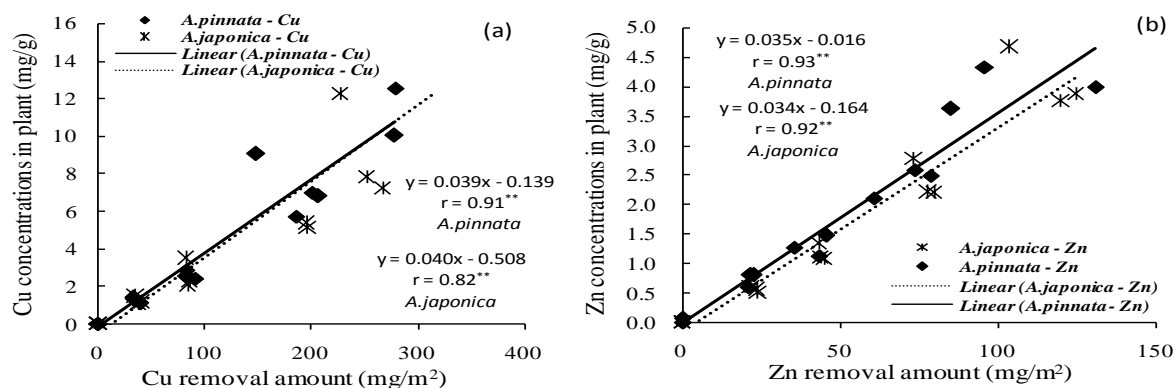 (a)
A.pinnata - Cu
A.japonica - Cu
Linear (A.pinnata - Cu)
Linear (A.japonica - Cu)
Cu concentrations in plant (mg/g)
16
14
12
10
8
6
4
2
0
y = 0.039x - 0.139
r = 0.91**
A.pinnata
y = 0.040x - 0.508
r = 0.82**
A.japonica
0 100 200 300 400
Cu removal amount (mg/m²)
(b)
Zn concentrations in plant (mg/g)
5.0
4.5
4.0
3.5
3.0
2.5
2.0
1.5
1.0
0.5
0.0
y = 0.035x - 0.016
r = 0.93**
A.pinnata
y = 0.034x - 0.164
r = 0.92**
A.japonica
A.japonica - Zn
A.pinnata - Zn
Linear (A.japonica - Zn)
Linear (A.pinnata - Zn)
0 50 100 150
Zn removal amount (mg/m²)